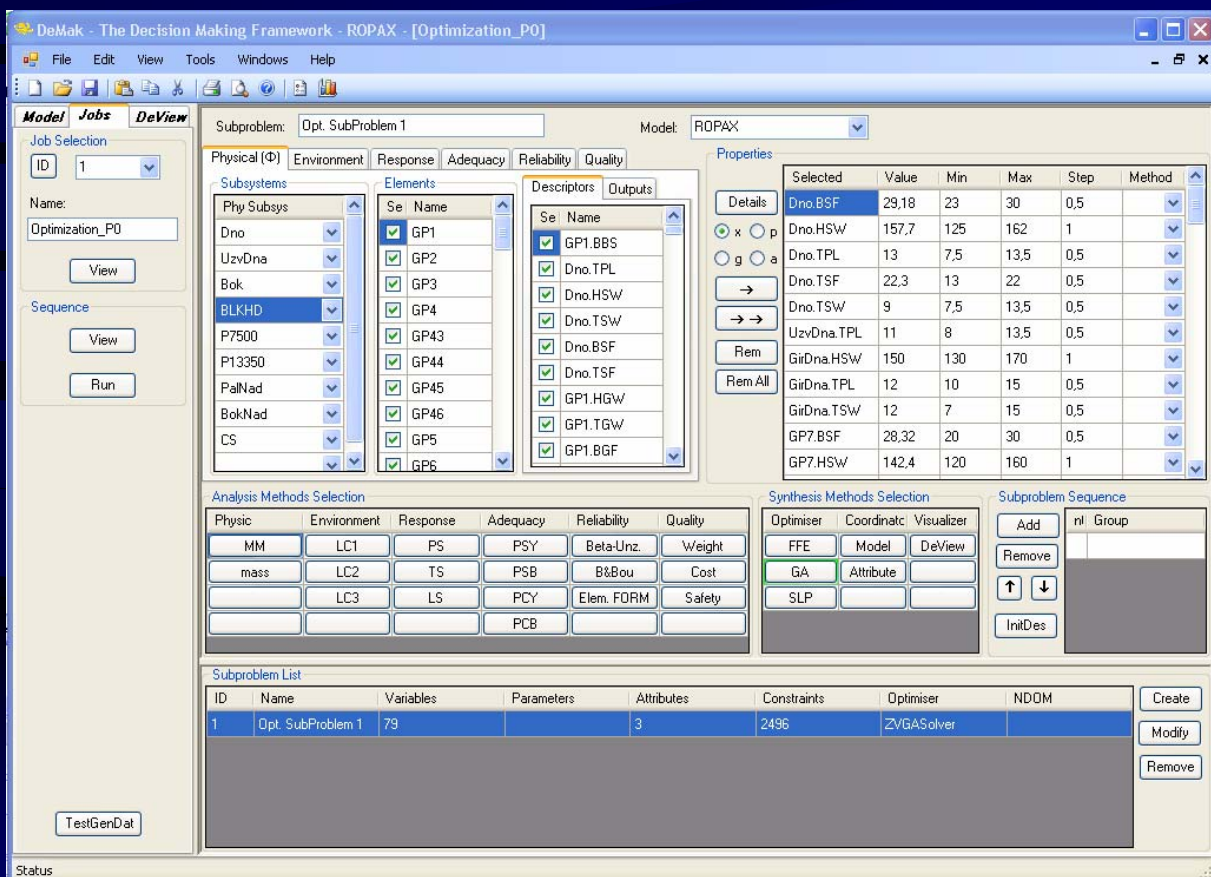 DeMak - The Decision Making Framework - ROPAX - [Optimization_P0]
File Edit View Tools Windows Help
Model Jobs DeView
Job Selection
ID 1
Name:
Optimization_P0
View
Sequence
View
Run
TestGenDat
Subproblem: Opt. SubProblem 1 Model: ROPAX
Physical (Φ) Environment Response Adequacy Reliability Quality
Subsystems
Phy Subsys
Dno
UzvDna
Bok
BLKHD
P7500
P13350
PalNad
BokNad
CS
Elements
Se Name
GP1
GP2
GP3
GP4
GP43
GP44
GP45
GP46
GP5
GP6
Descriptors Outputs
Se Name
GP1.BBS
Dno.TPL
Dno.HSW
Dno.TSW
Dno.BSF
Dno.TSF
GP1.HGW
GP1.TGW
GP1.BGF
Properties
Details
x p
g a
→
→ →
Rem
Rem All
Selected Value Min Max Step Method
Dno.BSF 29,18 23 30 0,5
Dno.HSW 157,7 125 162 1
Dno.TPL 13 7,5 13,5 0,5
Dno.TSF 22,3 13 22 0,5
Dno.TSW 9 7,5 13,5 0,5
UzvDna.TPL 11 8 13,5 0,5
GirDna.HSW 150 130 170 1
GirDna.TPL 12 10 15 0,5
GirDna.TSW 12 7 15 0,5
GP7.BSF 28,32 20 30 0,5
GP7.HSW 142,4 120 160 1
Analysis Methods Selection
Physic Environment Response Adequacy Reliability Quality
MM LC1 PS PSY Beta-Unz. Weight
mass LC2 TS PSB B&Bou Cost
LC3 LS PCY Elem. FORM Safety
PCB
Synthesis Methods Selection
Optimiser Coordinatc Visualizer
FFE Model DeView
GA Attribute
SLP
Subproblem Sequence
Add
Remove
↑ ↓
InitDes
Group
Subproblem List
ID Name Variables Parameters Attributes Constraints Optimiser NDOM
1 Opt. SubProblem 1 79 3 2496 ZVGASolver
Create
Modify
Remove
Status